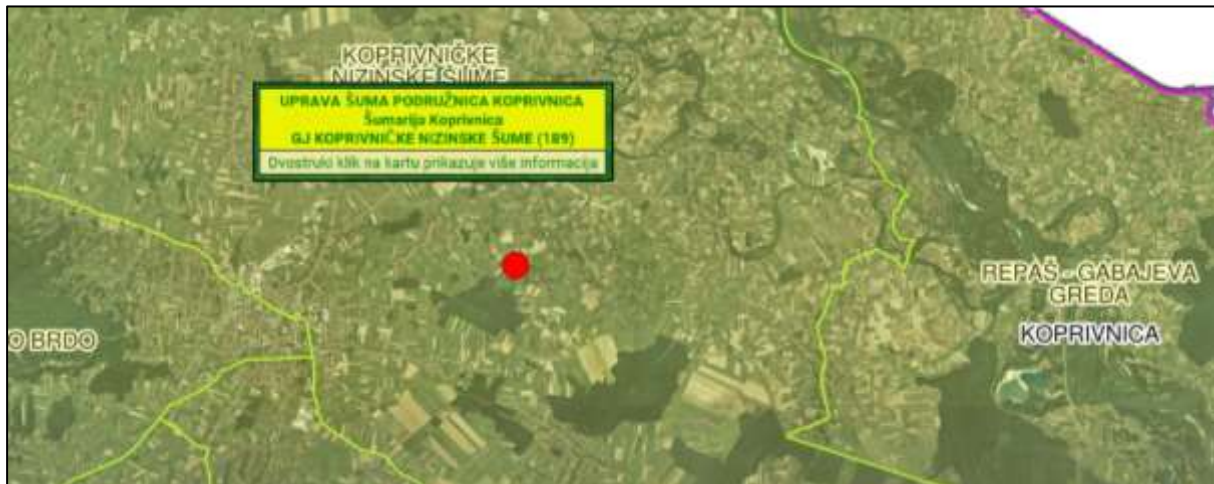 KOPRIVNIČKE
NIZINSKE ŠUME
UPRAVA ŠUMA PODRUŽNICA KOPRIVNICA
Šumarija Koprivnica
GJ KOPRIVNIČKE NIZINSKE ŠUME (189)
Dvostruki klik na kartu prikazuje više informacija
REPAŠ - GABAJEVA
GREDA
KOPRIVNICA
O BRDO